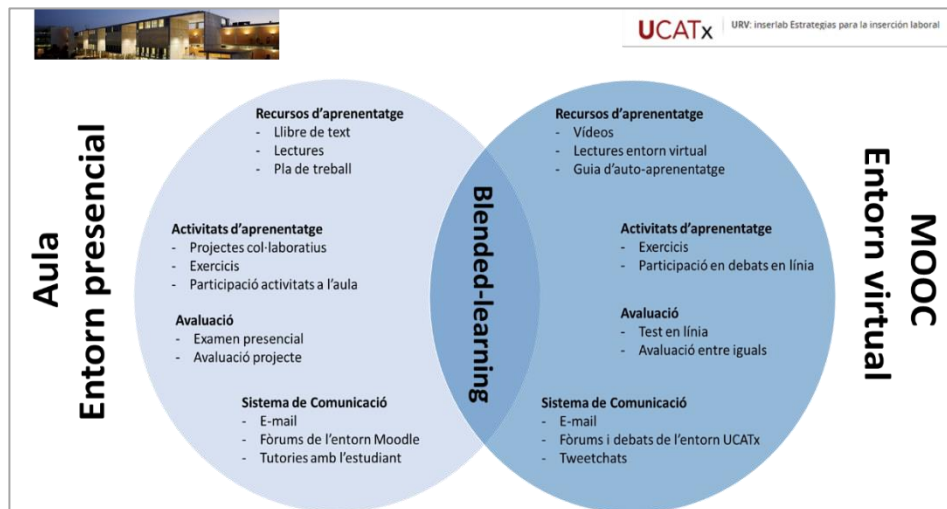 UCATx
URV: inserlab Estrategias para la inserción laboral
Aula
Entorn presencial
Recursos d'aprenentatge
- Llibre de text
- Lectures
- Pla de treball
Activitats d'aprenentatge
- Projectes col·laboratius
- Exercicis
- Participació activitats a l'aula
Avaluació
- Examen presencial
- Avaluació projecte
Sistema de Comunicació
- E-mail
- Fòrums de l'entorn Moodle
- Tutories amb l'estudiant
Blended-learning
Recursos d'aprenentatge
- Vídeos
- Lectures entorn virtual
- Guia d'auto-aprenentatge
Activitats d'aprenentatge
- Exercicis
- Participació en debats en línia
Avaluació
- Test en línia
- Avaluació entre iguals
Sistema de Comunicació
- E-mail
- Fòrums i debats de l'entorn UCATx
- Tweetchats
MOOC
Entorn virtual